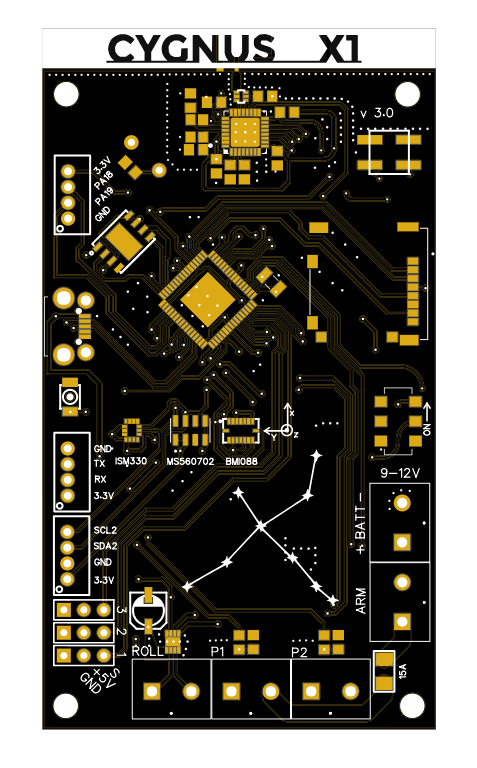 CYGNUS X1
v 3.0
3.3V
PA18
PA19
GND
X
Y Z
ON
GND
TX
RX
3.3V
ISM330
MS560702
BMI088
9-12V
+ BATT -
SCL2
SDA2
GND
3.3V
ARM
3
2
1
S
+5V
GND
ROLL
P1
P2
15A